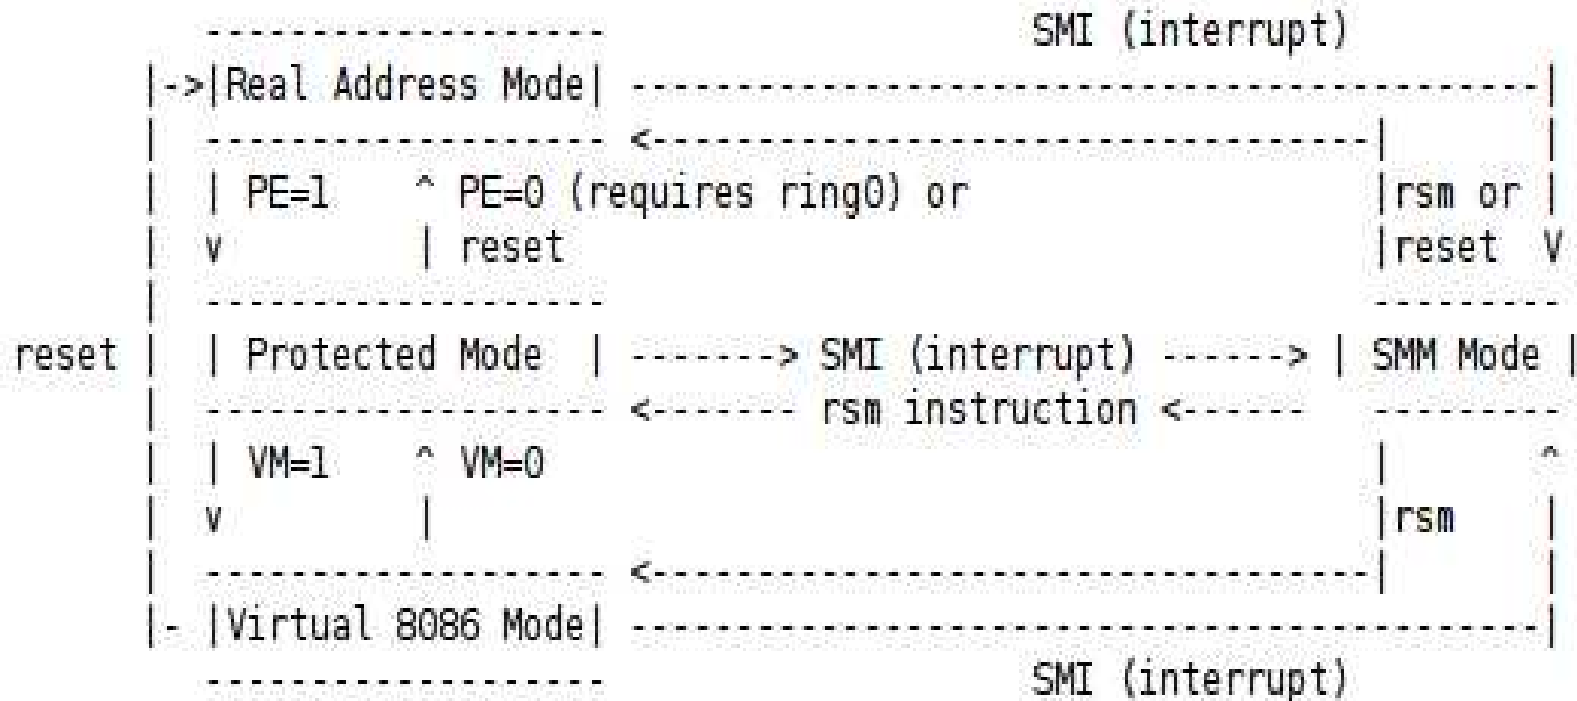 ------------------- SMI (interrupt)
|->|Real Address Mode| -------------------------------------------|
| ------------------- <----------------------------------| |
| | PE=1 ^ PE=0 (requires ring0) or |rsm or |
| v | reset |reset V
| ------------------- ---------
reset | | Protected Mode | -------> SMI (interrupt) ------> | SMM Mode |
| ------------------- <------- rsm instruction <------ ---------
| | VM=1 ^ VM=0 | ^
| v | |rsm |
| ------------------- <----------------------------------| |
|- |Virtual 8086 Mode| -------------------------------------------|
------------------- SMI (interrupt)